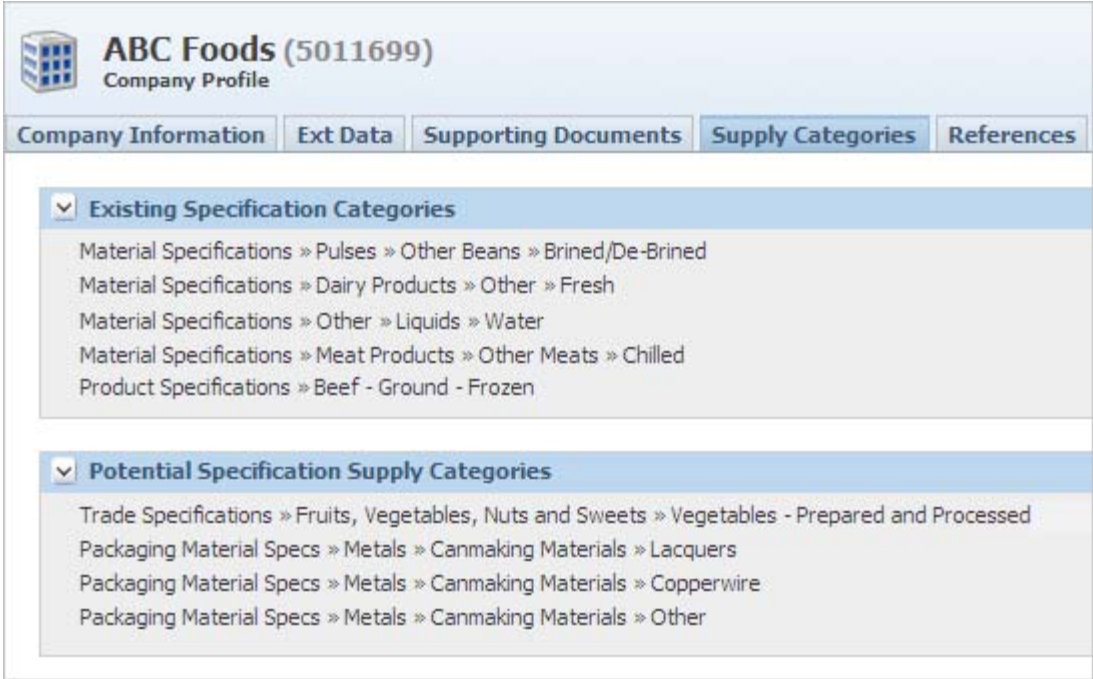 ABC Foods (5011699)
Company Profile
Company Information Ext Data Supporting Documents Supply Categories References
Existing Specification Categories
Material Specifications » Pulses » Other Beans » Brined/De-Brined
Material Specifications » Dairy Products » Other » Fresh
Material Specifications » Other » Liquids » Water
Material Specifications » Meat Products » Other Meats » Chilled
Product Specifications » Beef - Ground - Frozen
Potential Specification Supply Categories
Trade Specifications » Fruits, Vegetables, Nuts and Sweets » Vegetables - Prepared and Processed
Packaging Material Specs » Metals » Canmaking Materials » Lacquers
Packaging Material Specs » Metals » Canmaking Materials » Copperwire
Packaging Material Specs » Metals » Canmaking Materials » Other